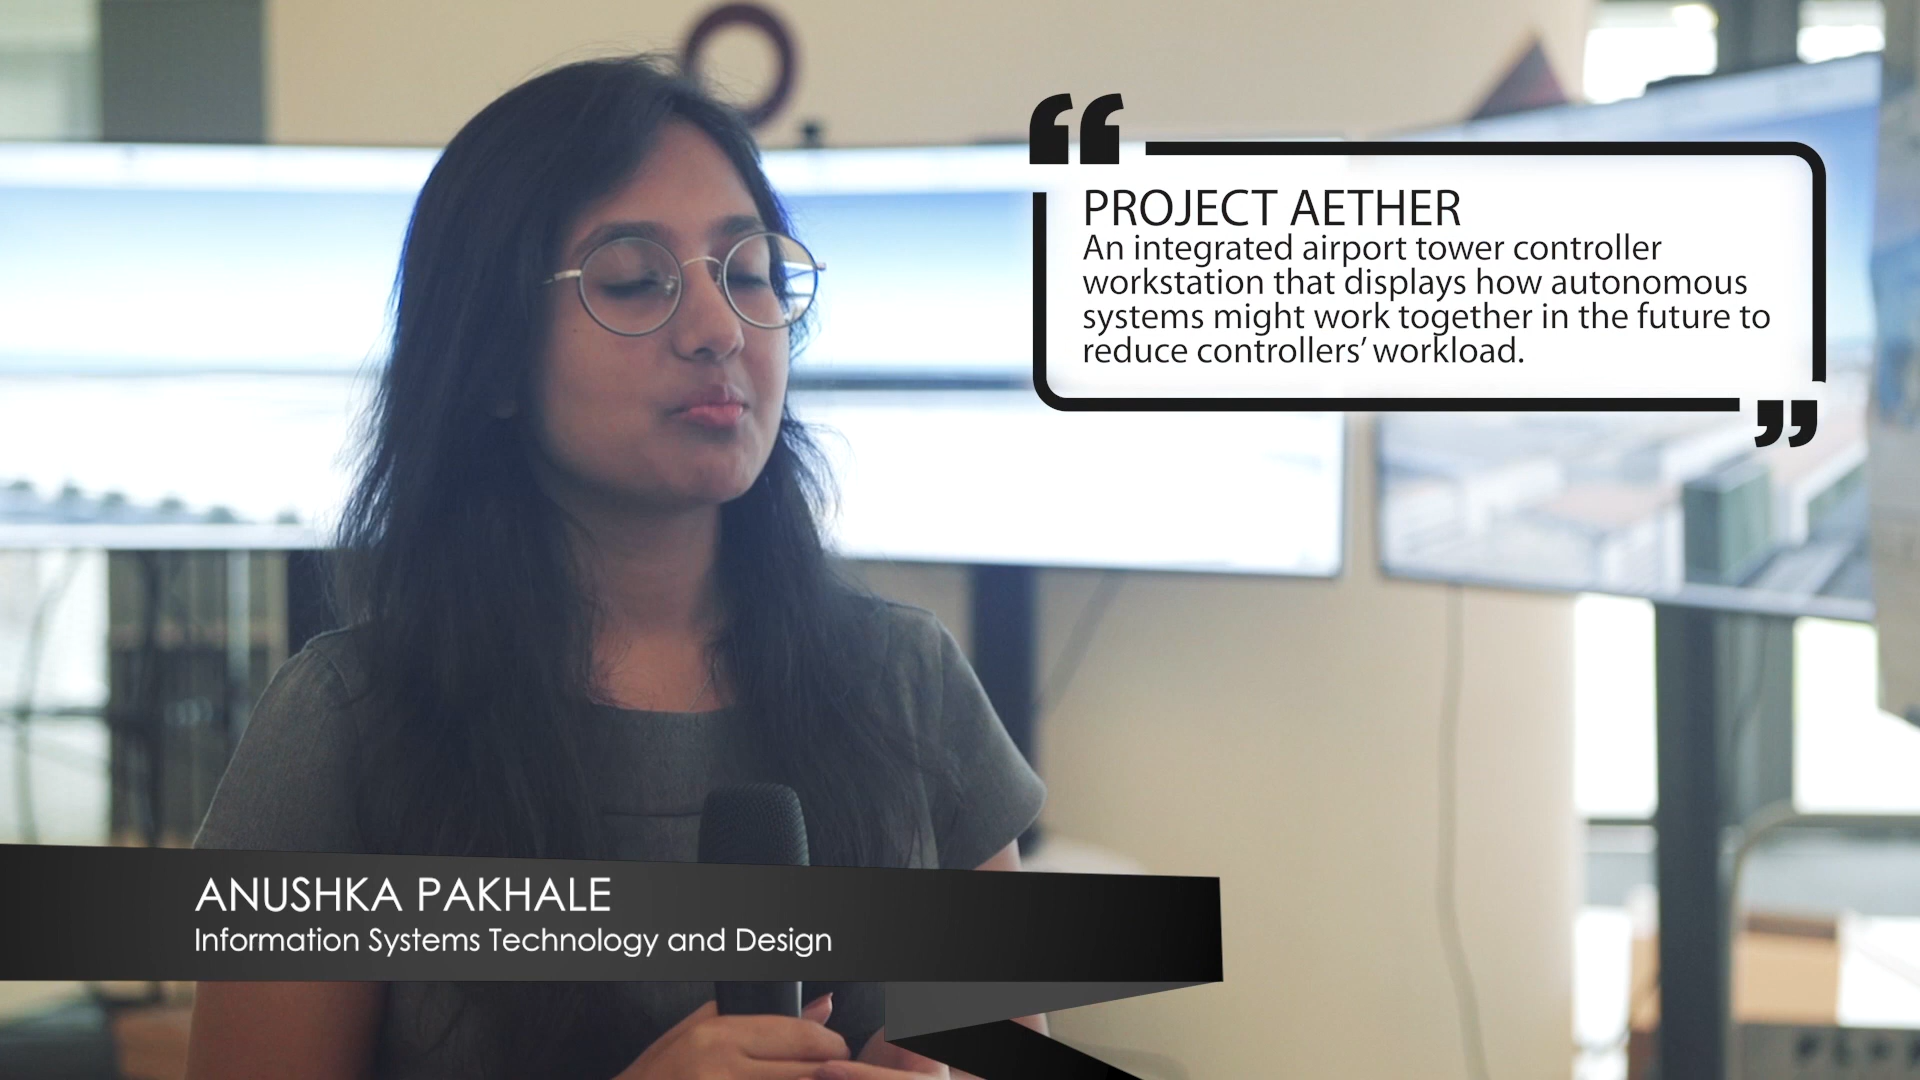 PROJECT AETHER
An integrated airport tower controller
workstation that displays how autonomous
systems might work together in the future to
reduce controllers’ workload.
ANUSHKA PAKHALE
Information Systems Technology and Design